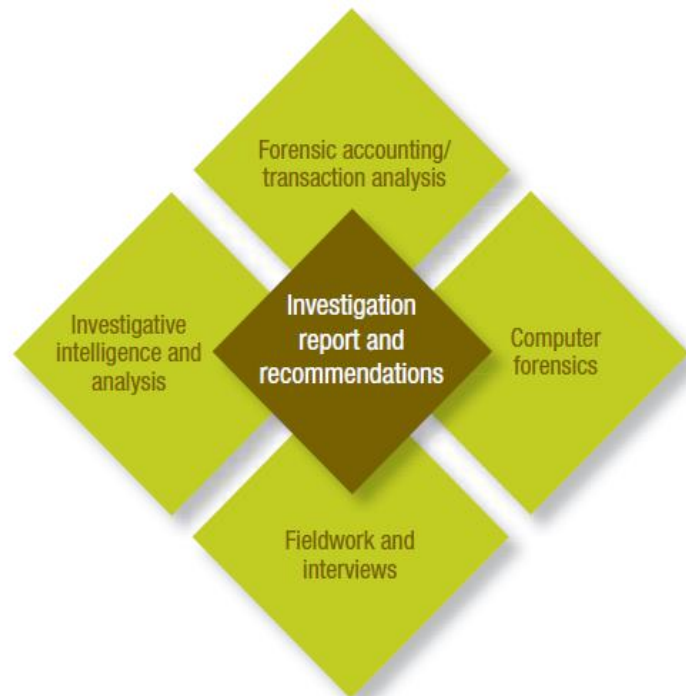 Forensic accounting/
transaction analysis
Investigative
intelligence and
analysis
Investigation
report and
recommendations
Computer
forensics
Fieldwork and
interviews